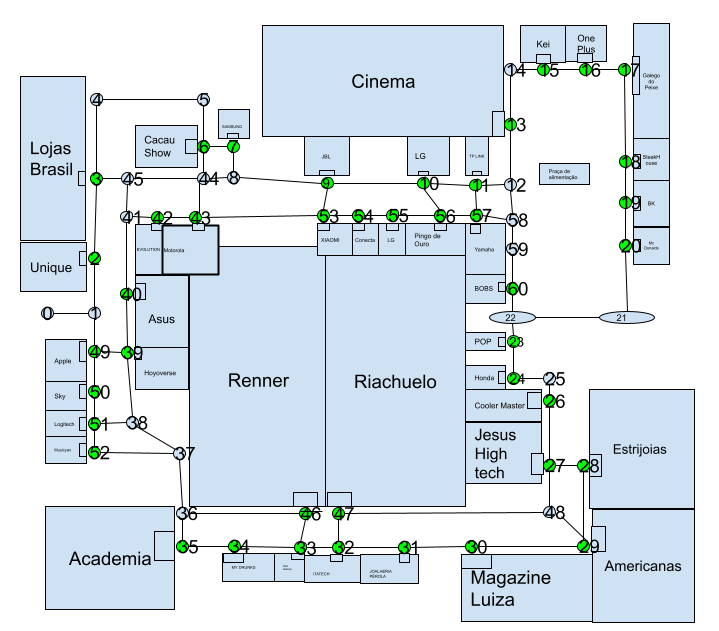 Kei
One
Plus
14
15
16
17
Galego
do
Peixe
Cinema
4
5
SAMSUNG
13
Lojas
Brasil
Cacau
Show
6
7
JBL
LG
TP LINK
SteakH
ouse
18
Praça de
alimentação
3
45
44
8
9
10
11
12
19
BK
41
42
43
53
54
55
56
57
58
EVOLUTION
Motorola
XIAOMI
Conecta
LG
Pingo de
Ouro
Yamaha
59
20
Mc
Donalds
2
Unique
40
BOBS
60
0
1
Asus
22
21
POP
23
49
39
Apple
Hoyoverse
Renner
Riachuelo
Honda
24
25
Sky
50
Cooler Master
26
Logitech
51
38
Jesus
High
tech
Estrijoias
52
37
27
28
36
46
47
48
Academia
35
34
33
32
31
30
29
MY DRUNKS
ITATECH
JOALHERIA
PÉROLA
Magazine
Luiza
Americanas